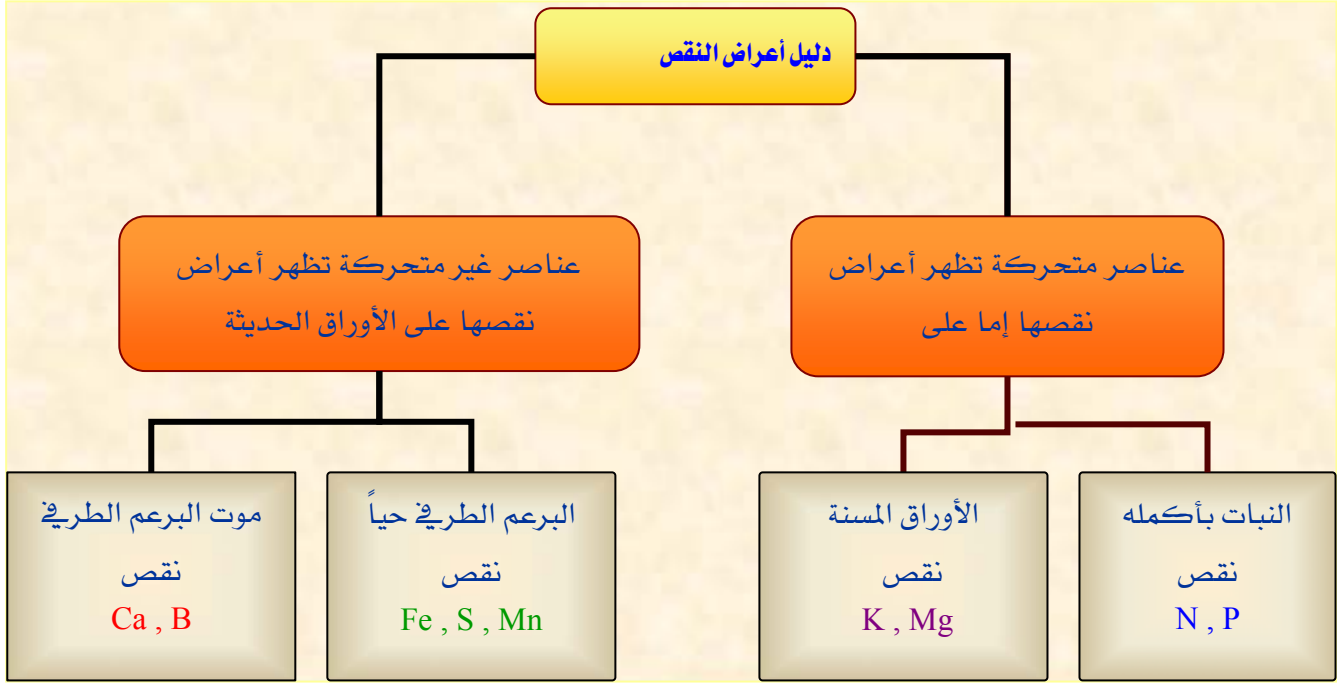 دليل أعراض النقص
عناصر متحركة تظهر أعراض
نقصها إما على
عناصر غير متحركة تظهر أعراض
نقصها على الأوراق الحديثة
النبات بأكمله
نقص
N , P
الأوراق المسنة
نقص
K , Mg
البرعم الطرفي حياً
نقص
Fe , S , Mn
موت البرعم الطرفي
نقص
Ca , B